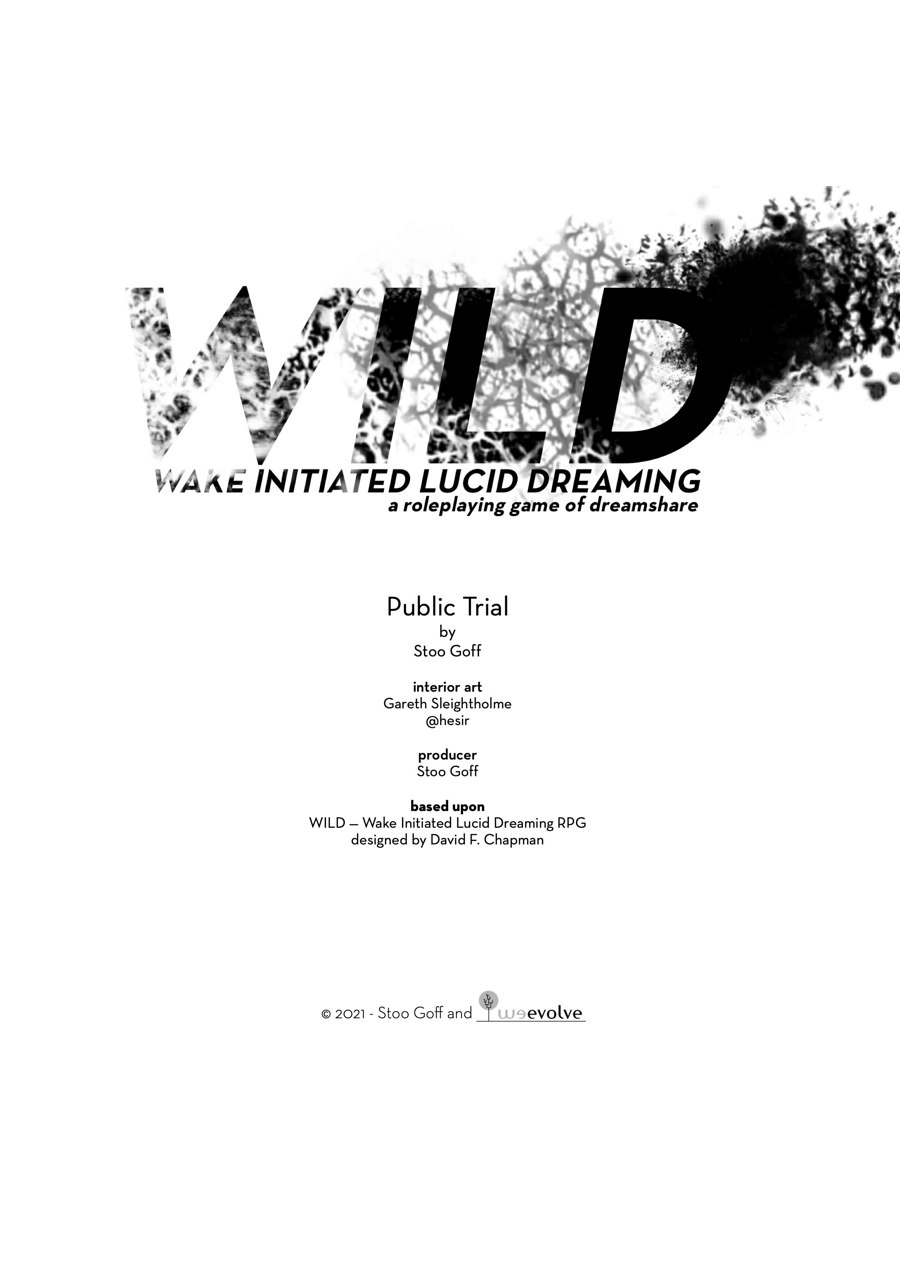 WILD
WAKE INITIATED LUCID DREAMING
a roleplaying game of dreamshare
Public Trial
by
Stoo Goff
interior art
Gareth Sleightholme
@hesir
producer
Stoo Goff
based upon
WILD — Wake Initiated Lucid Dreaming RPG
designed by David F. Chapman
© 2021 - Stoo Goff and weevolve